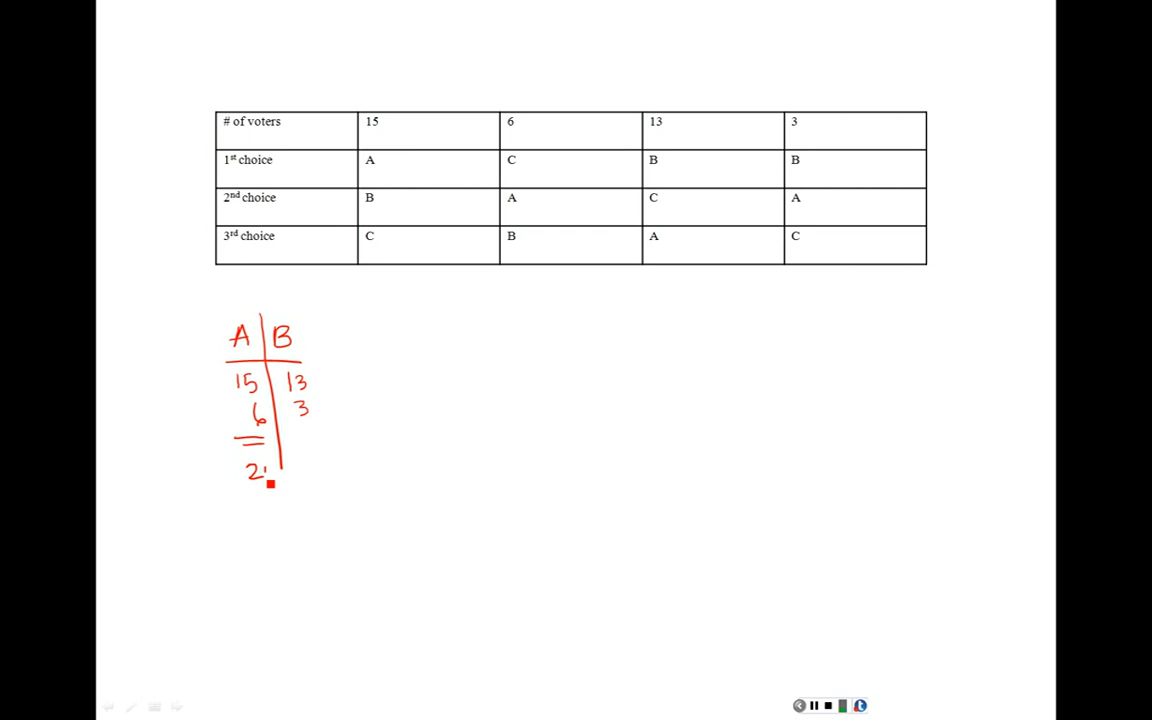 # of voters 15 6 13 3
1st choice A C B B
2nd choice B A C A
3rd choice C B A C
A B
15 13
6 3
21